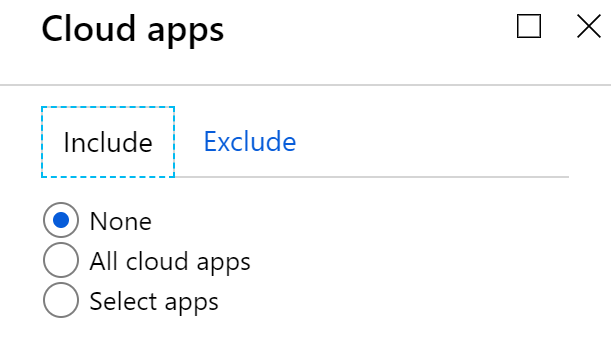 Cloud apps
Include Exclude
None
All cloud apps
Select apps